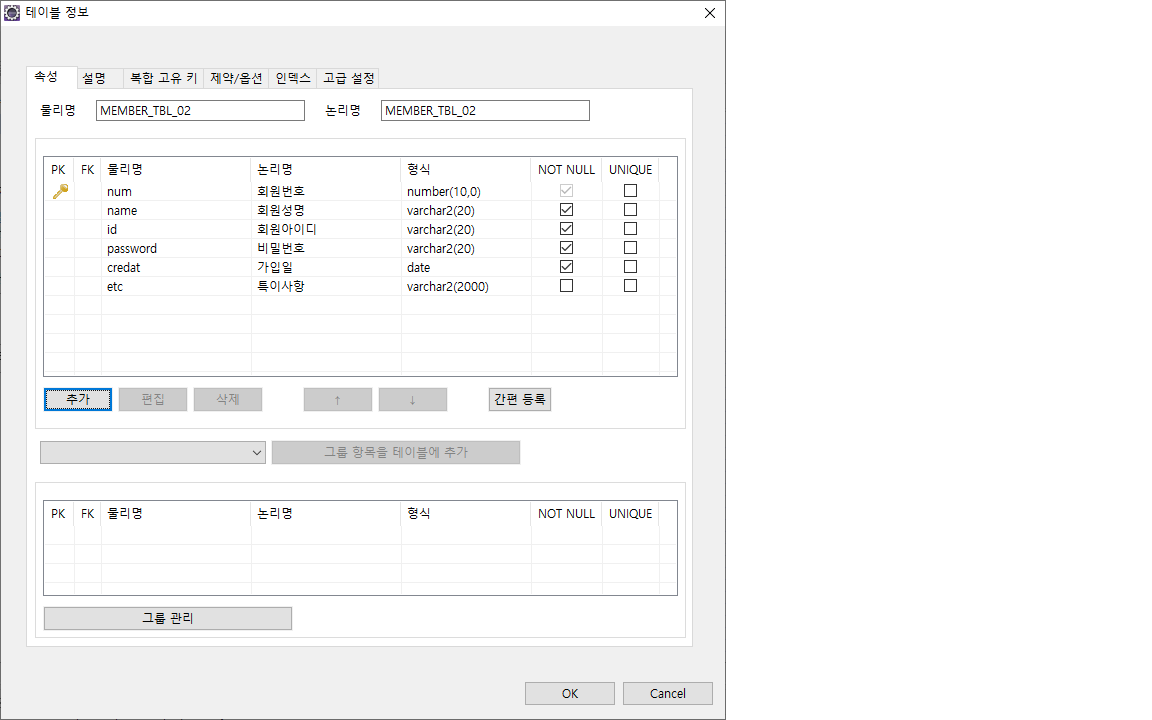 테이블 정보
속성 설명 복합 고유 키 제약/옵션 인덱스 고급 설정
물리명 MEMBER_TBL_02 논리명 MEMBER_TBL_02
PK FK 물리명 논리명 형식 NOT NULL UNIQUE
num 회원번호 number(10,0)
name 회원성명 varchar2(20)
id 회원아이디 varchar2(20)
password 비밀번호 varchar2(20)
credat 가입일 date
etc 특이사항 varchar2(2000)
추가 편집 삭제 ↑ ↓ 간편 등록
그룹 항목을 테이블에 추가
PK FK 물리명 논리명 형식 NOT NULL UNIQUE
그룹 관리
OK Cancel